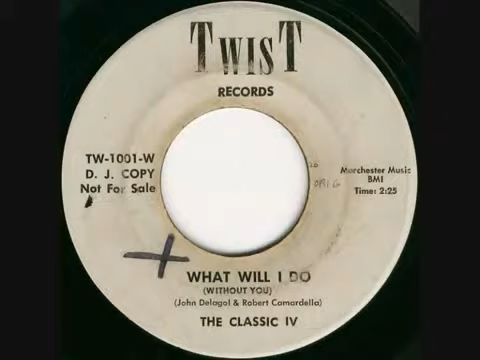 TWIST
RECORDS
TW-1001-W
D. J. COPY
Not For Sale
Marchester Music
BMI
Time: 2:25
WHAT WILL I DO
(WITHOUT YOU)
(John Delagol & Robert Camardella)
THE CLASSIC IV